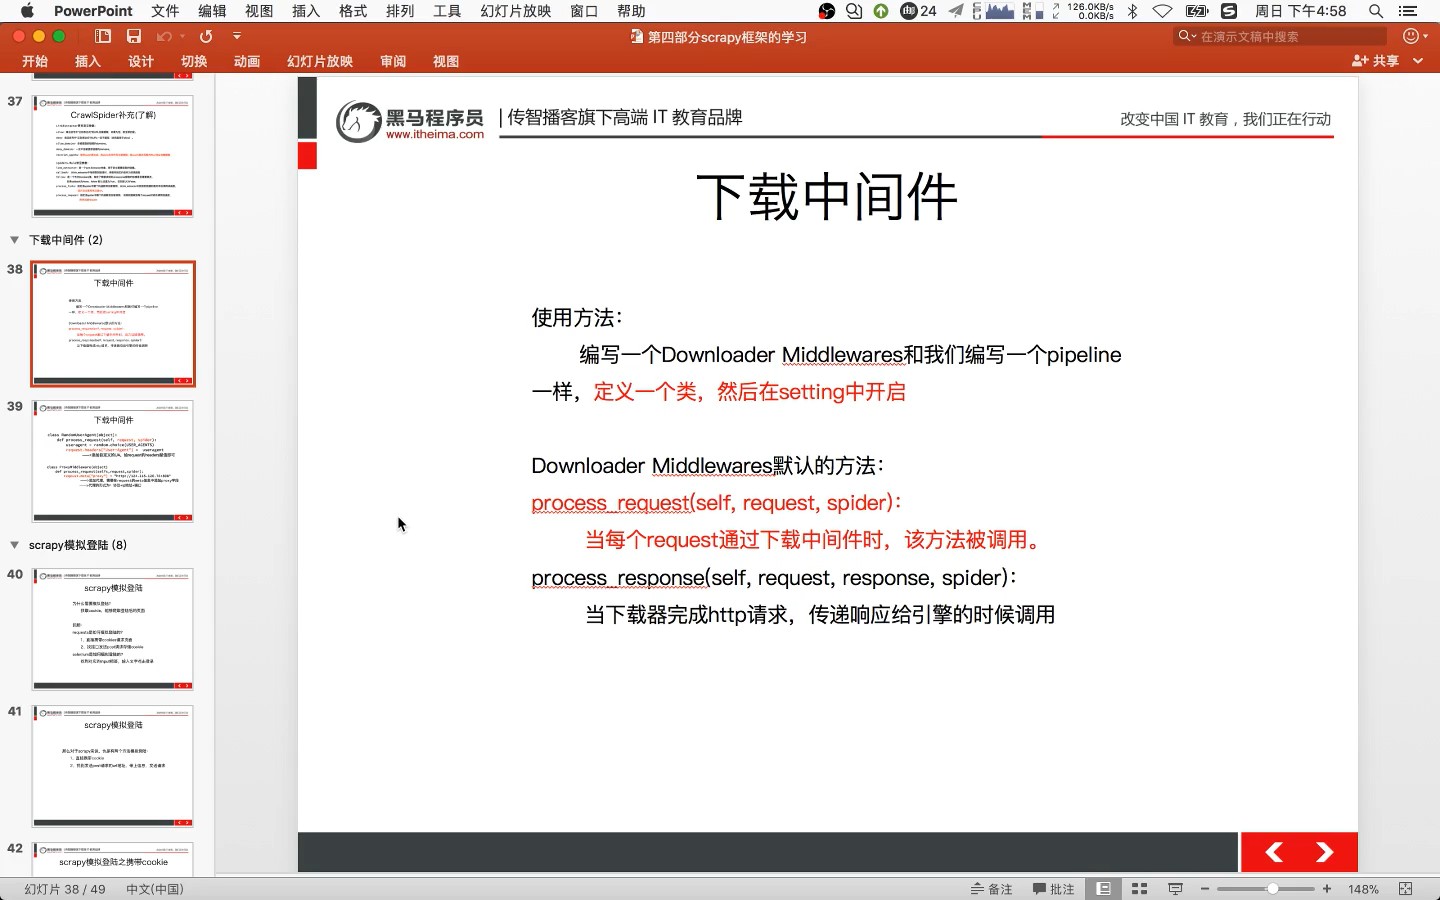 PowerPoint 文件 编辑 视图 插入 格式 排列 工具 幻灯片放映 窗口 帮助
24
126.0KB/s
0.0KB/s
周日 下午4:58
第四部分scrapy框架的学习
在演示文稿中搜索
开始 插入 设计 切换 动画 幻灯片放映 审阅 视图
共享
37
CrawlSpider补充(了解)
下载中间件 (2)
38
下载中间件
39
下载中间件
class RandomUserAgent(object):
def process_request(self, request, spider):
useragent = random.choice(USER_AGENTS)
scrapy模拟登陆 (8)
40
scrapy模拟登陆
41
scrapy模拟登陆
42
scrapy模拟登陆之携带cookie
黑马程序员
www.itheima.com
传智播客旗下高端 IT 教育品牌
改变中国 IT 教育，我们正在行动
下载中间件
使用方法：
编写一个Downloader Middlewares和我们编写一个pipeline
一样，定义一个类，然后在setting中开启
Downloader Middlewares默认的方法：
process_request(self, request, spider)：
当每个request通过下载中间件时，该方法被调用。
process_response(self, request, response, spider)：
当下载器完成http请求，传递响应给引擎的时候调用
幻灯片 38 / 49 中文(中国)
备注 批注
148%